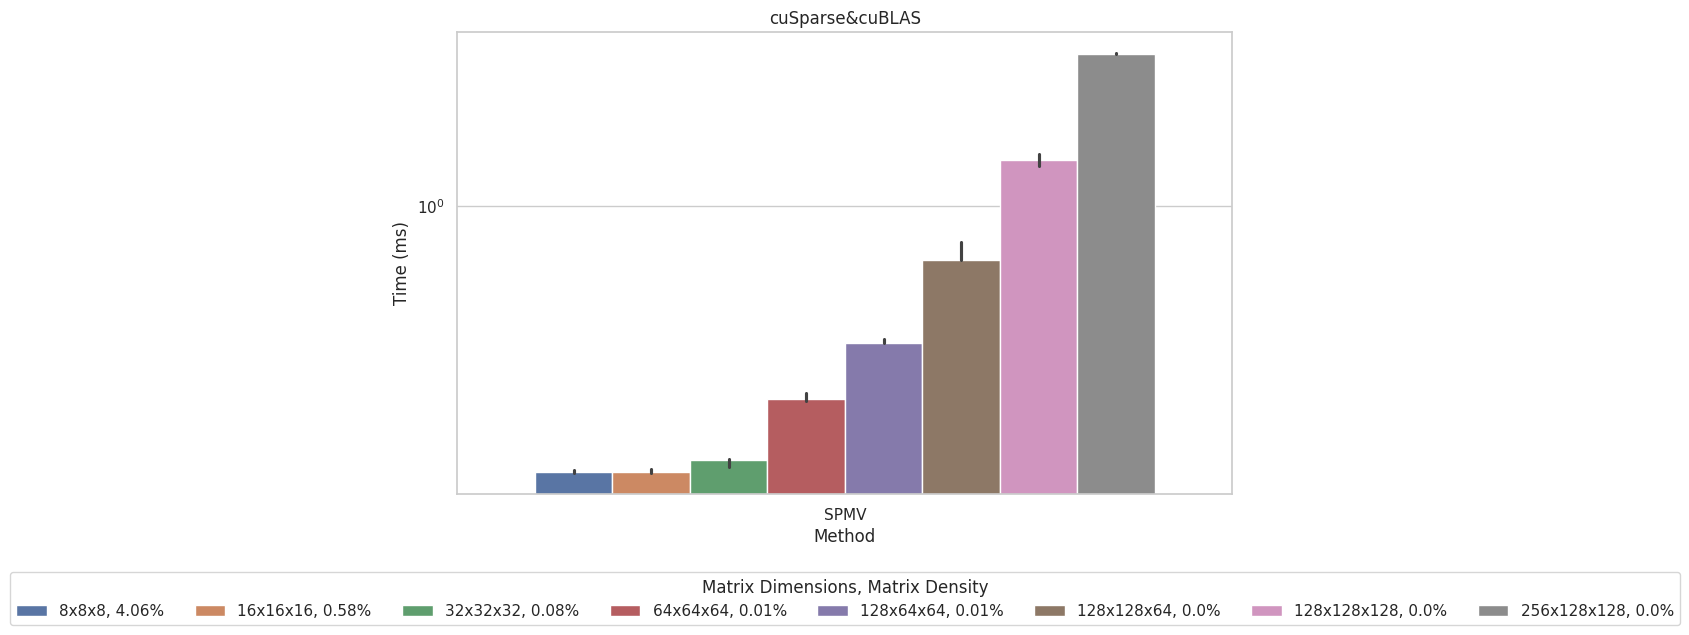 cuSparse&cuBLAS
Time (ms)
10⁰
SPMV
Method
Matrix Dimensions, Matrix Density
8x8x8, 4.06% 16x16x16, 0.58% 32x32x32, 0.08% 64x64x64, 0.01% 128x64x64, 0.01% 128x128x64, 0.0% 128x128x128, 0.0% 256x128x128, 0.0%